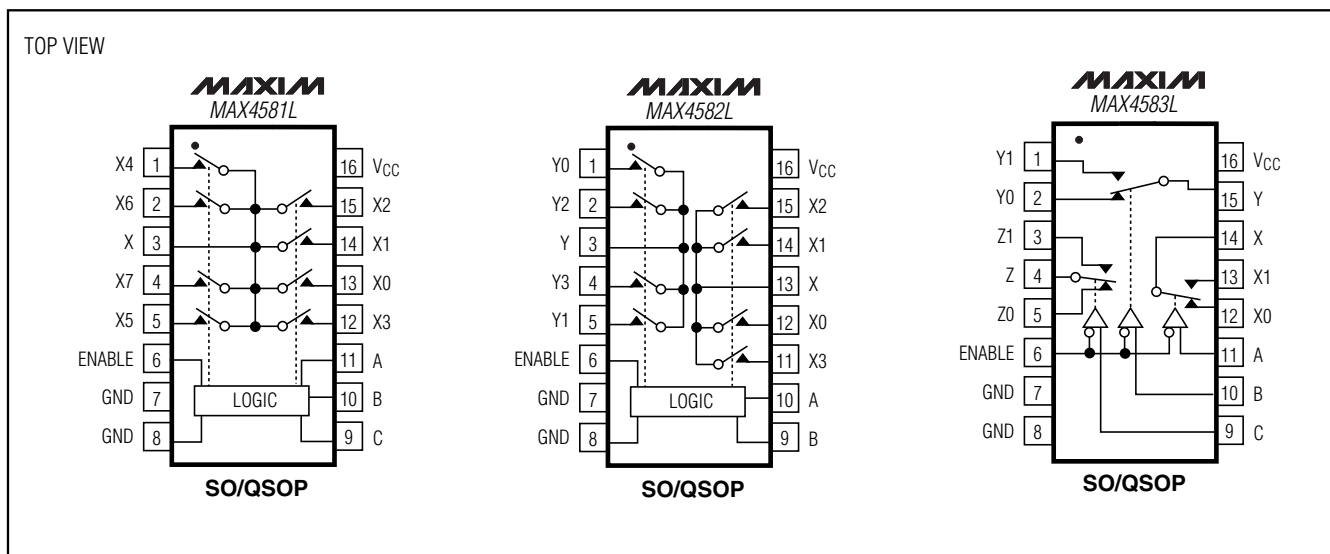 TOP VIEW
MAXIM
MAX4581L
X4 1
X6 2
X 3
X7 4
X5 5
ENABLE 6
GND 7
GND 8
16 VCC
15 X2
14 X1
13 X0
12 X3
11 A
10 B
9 C
LOGIC
SO/QSOP
MAXIM
MAX4582L
Y0 1
Y2 2
Y 3
Y3 4
Y1 5
ENABLE 6
GND 7
GND 8
16 VCC
15 X2
14 X1
13 X
12 X0
11 X3
10 A
9 B
LOGIC
SO/QSOP
MAXIM
MAX4583L
Y1 1
Y0 2
Z1 3
Z 4
Z0 5
ENABLE 6
GND 7
GND 8
16 VCC
15 Y
14 X
13 X1
12 X0
11 A
10 B
9 C
SO/QSOP